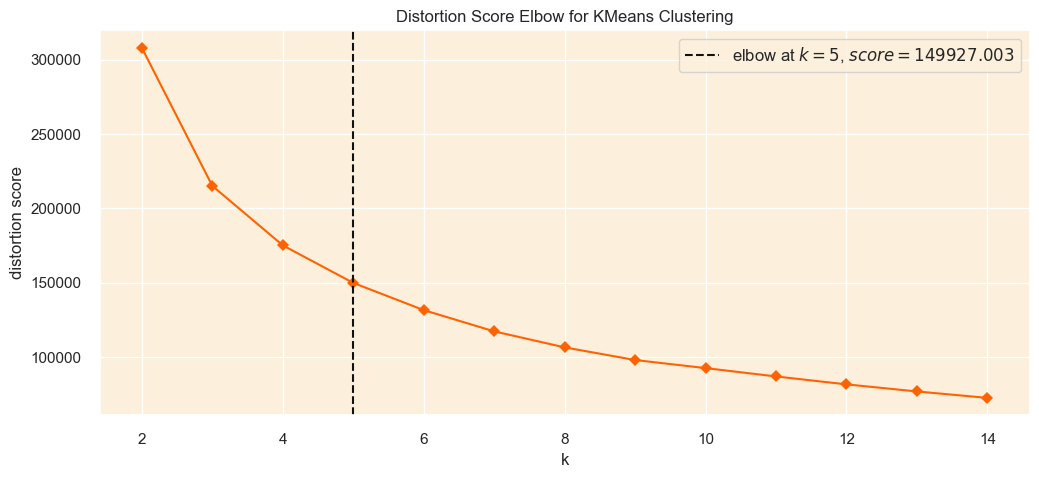 Distortion Score Elbow for KMeans Clustering
elbow at k = 5, score = 149927.003
distortion score
300000
250000
200000
150000
100000
2 4 6 8 10 12 14
k